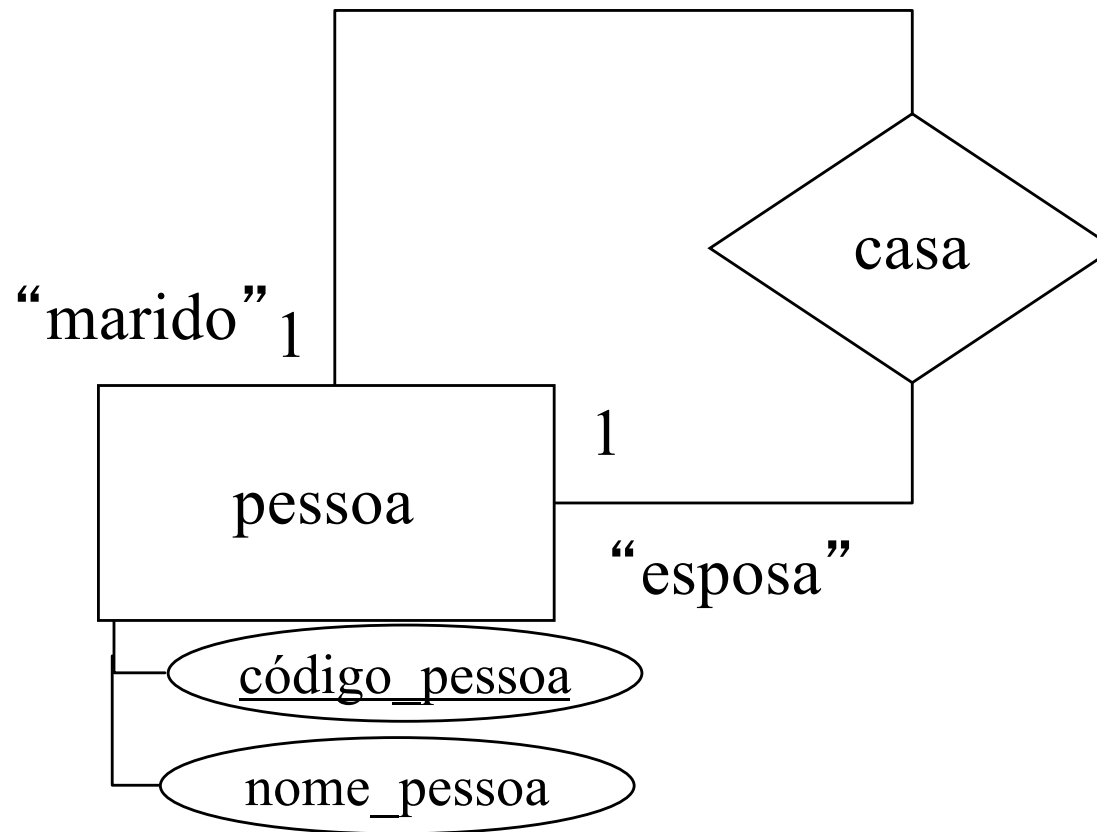 casa
“marido” 1
1
pessoa
“esposa”
código_pessoa
nome_pessoa